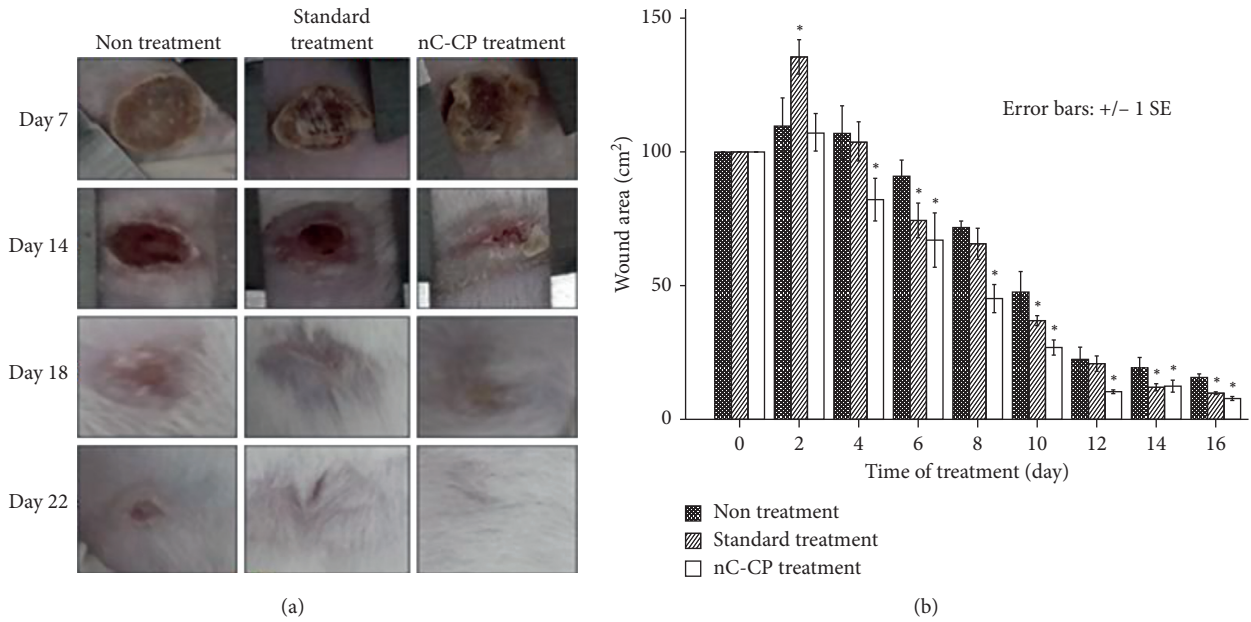 Non treatment
Standard
treatment
nC-CP treatment
Day 7
Day 14
Day 18
Day 22
(a)
150
100
50
0
Wound area (cm²)
Error bars: +/– 1 SE
*
*
*
*
*
*
*
*
*
*
*
*
0 2 4 6 8 10 12 14 16
Time of treatment (day)
Non treatment
Standard treatment
nC-CP treatment
(b)